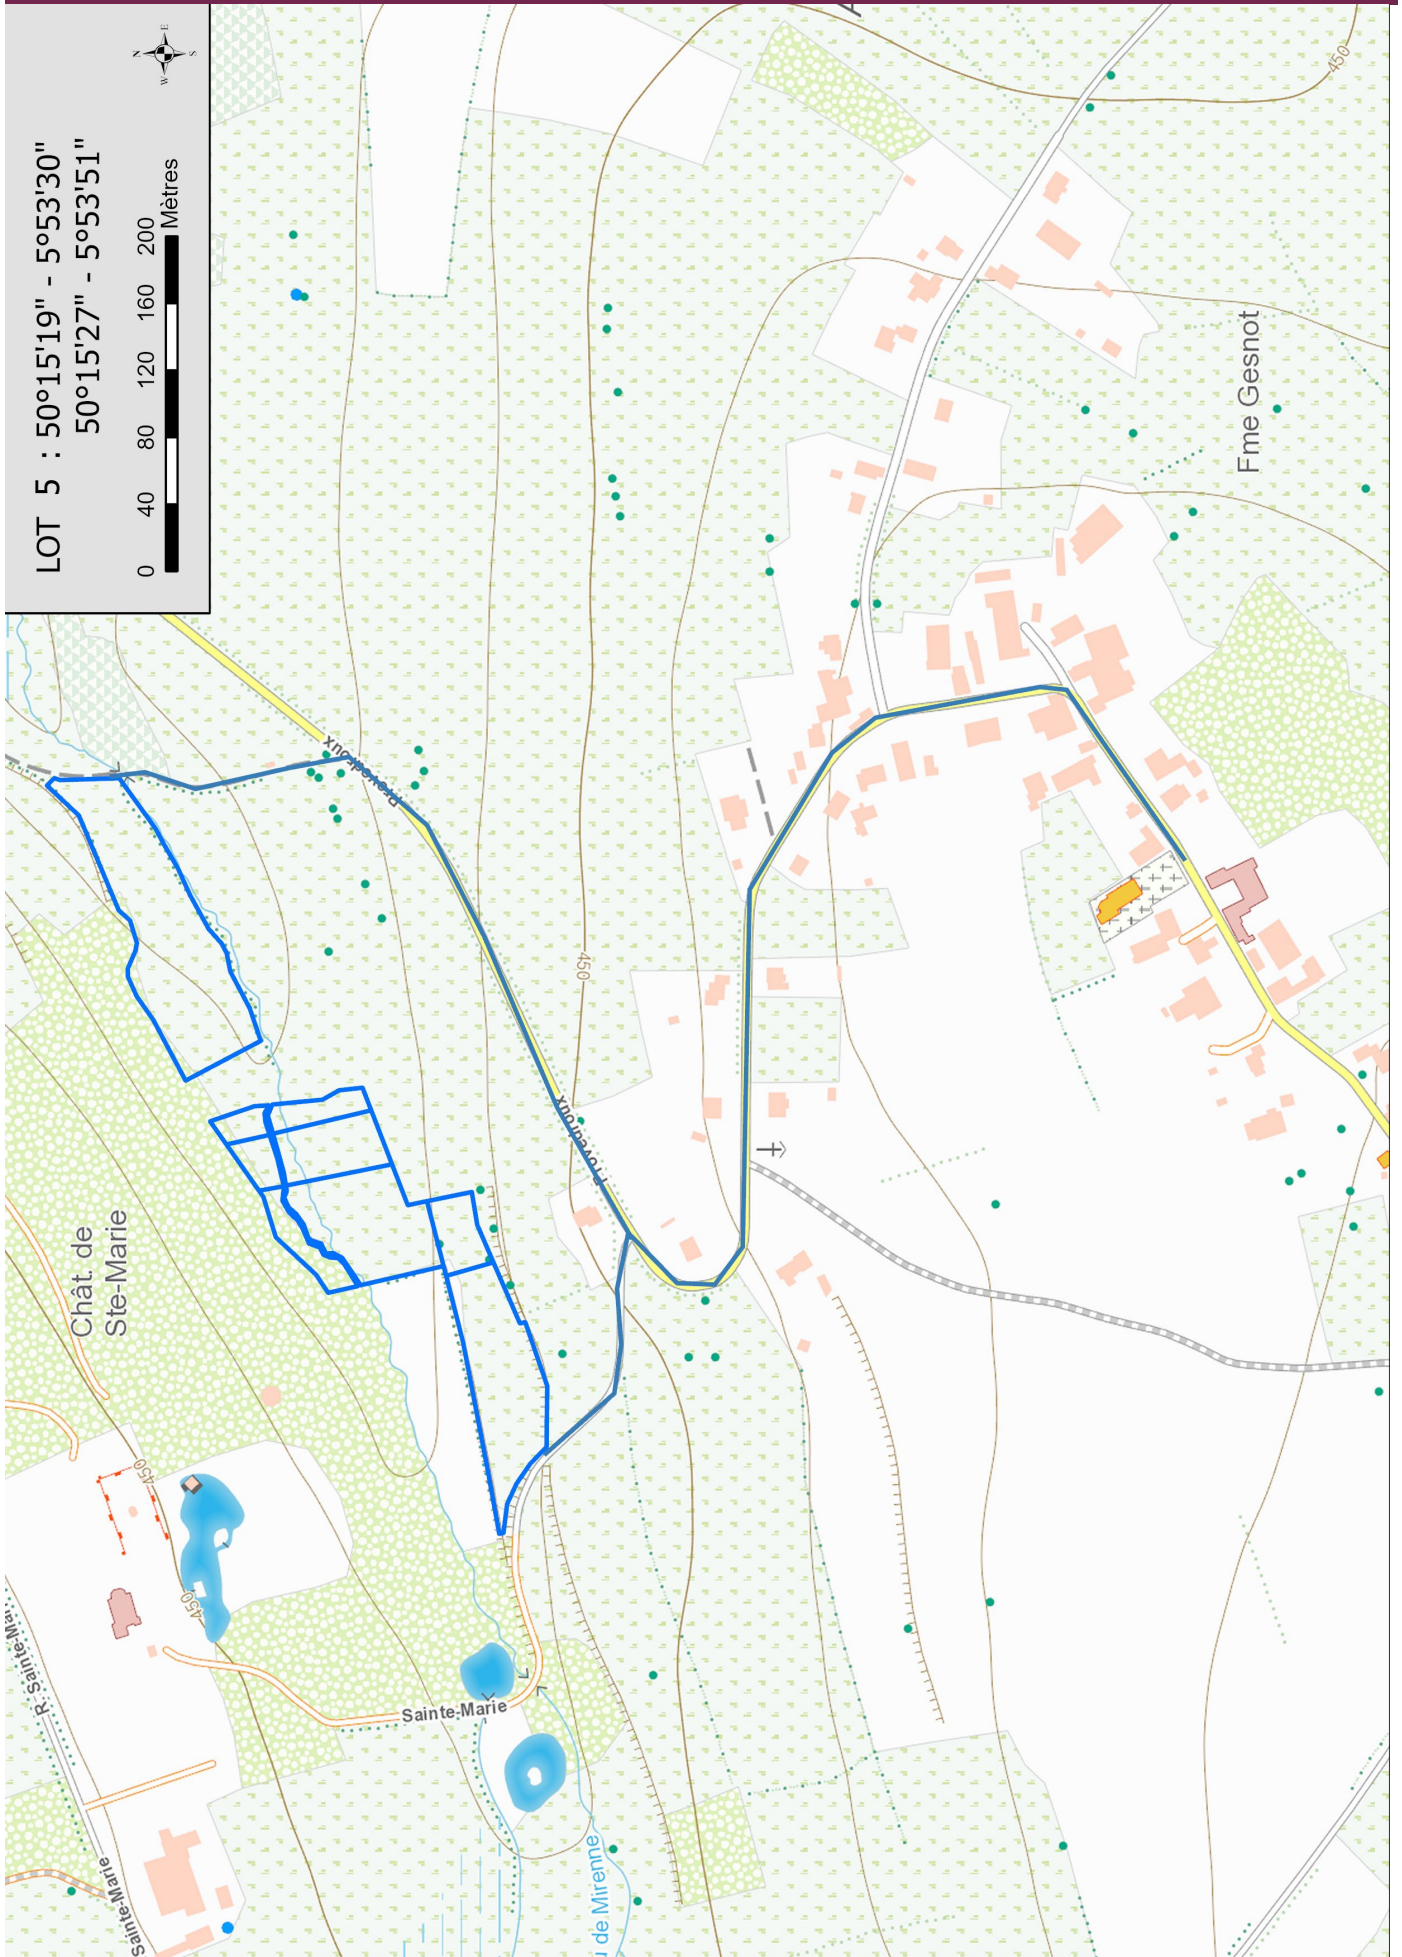 LOT 5 : 50°15'19" - 5°53'30"
50°15'27" - 5°53'51"
0 40 80 120 160 200
Mètres
N
E
S
W
Chât. de
Ste-Marie
R. Sainte-Mar
Sainte-Marie
Sainte-Marie
u de Mirenne
Provedroux
Provedroux
Fme Gesnot
450
450
450
450